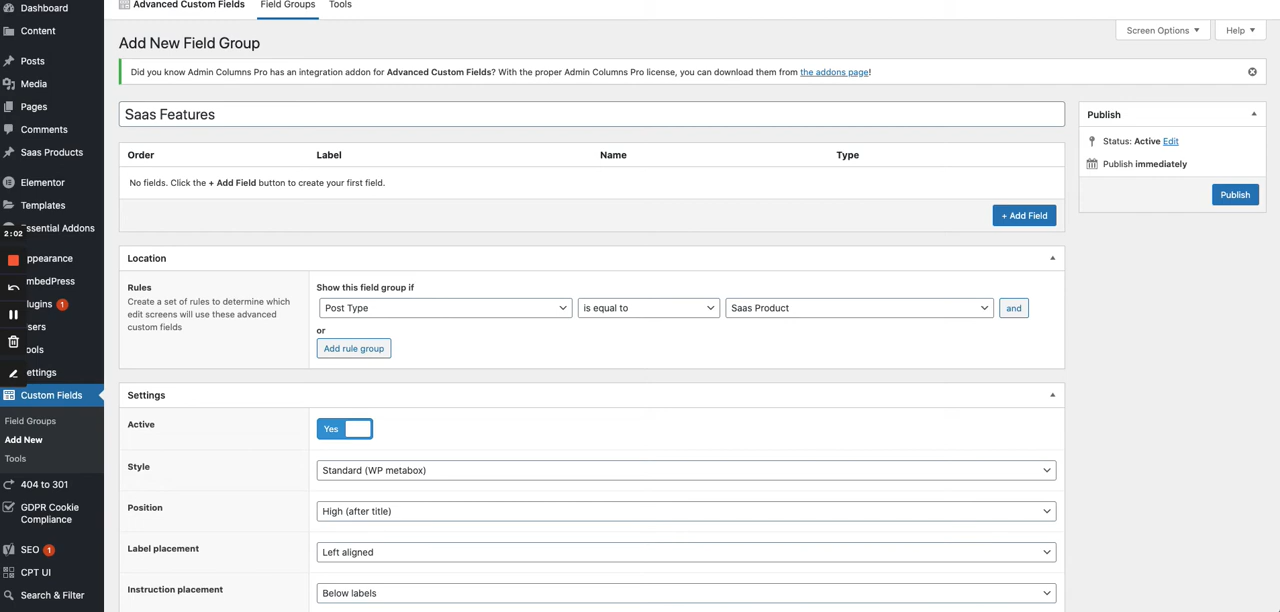 Dashboard
Content
Posts
Media
Pages
Comments
Saas Products
Elementor
Templates
ssential Addons
2:02
ppearance
mbedPress
lugins 1
sers
ools
ettings
Custom Fields
Field Groups
Add New
Tools
404 to 301
GDPR Cookie
Compliance
SEO 1
CPT UI
Search & Filter
Advanced Custom Fields Field Groups Tools
Screen Options Help
Add New Field Group
Did you know Admin Columns Pro has an integration addon for Advanced Custom Fields? With the proper Admin Columns Pro license, you can download them from the addons page!
Saas Features
Order Label Name Type
No fields. Click the + Add Field button to create your first field.
+ Add Field
Location
Rules
Create a set of rules to determine which
edit screens will use these advanced
custom fields
Show this field group if
Post Type is equal to Saas Product and
or
Add rule group
Settings
Active
Yes
Style
Standard (WP metabox)
Position
High (after title)
Label placement
Left aligned
Instruction placement
Below labels
Publish
Status: Active Edit
Publish immediately
Publish